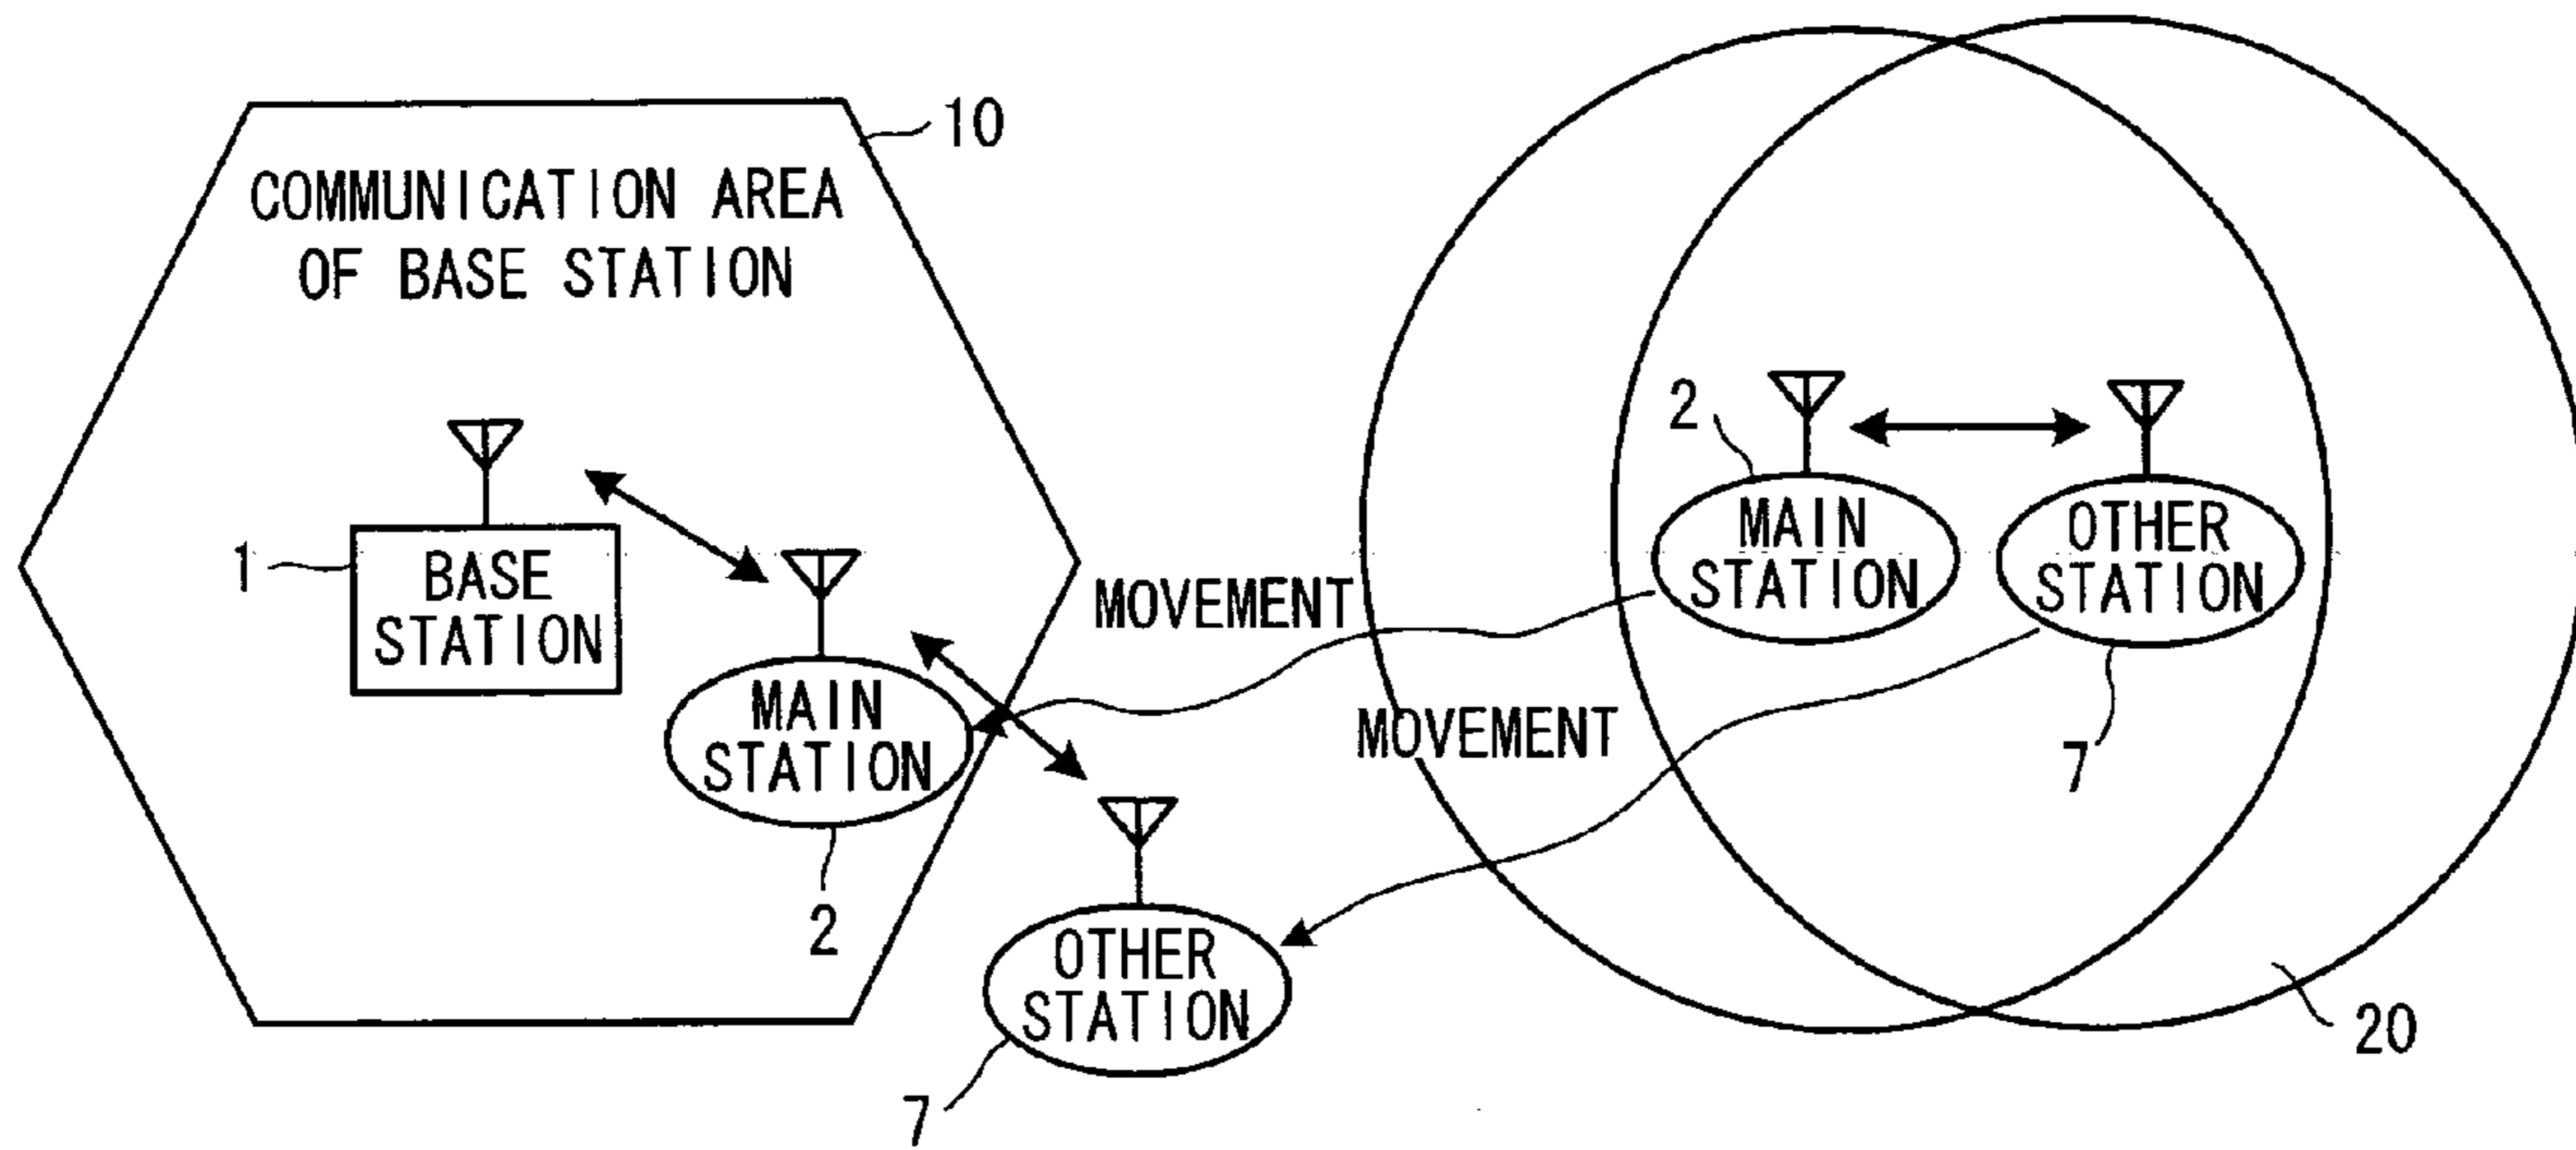 10
COMMUNICATION AREA
OF BASE STATION
2
1
BASE
STATION
MAIN
STATION
OTHER
STATION
MOVEMENT
MAIN
STATION
MOVEMENT
7
2
OTHER
STATION
20
7